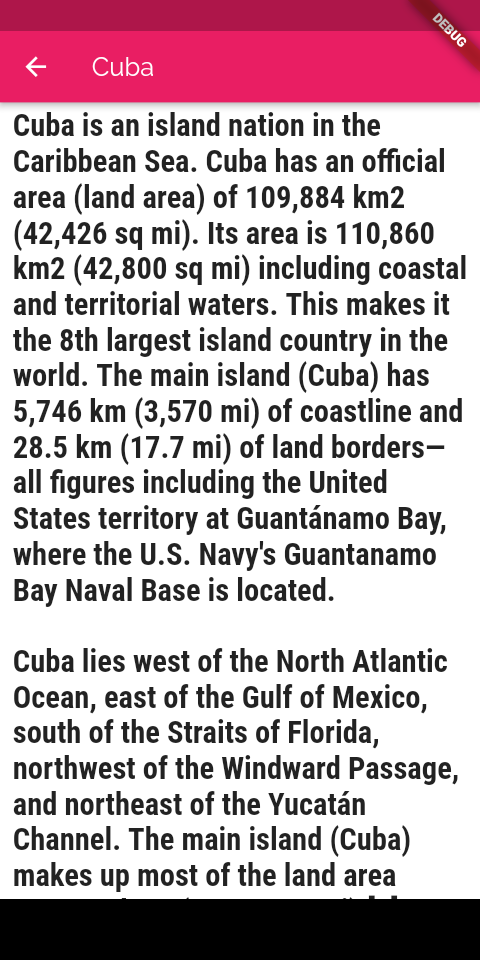 DEBUG
Cuba
Cuba is an island nation in the
Caribbean Sea. Cuba has an official
area (land area) of 109,884 km2
(42,426 sq mi). Its area is 110,860
km2 (42,800 sq mi) including coastal
and territorial waters. This makes it
the 8th largest island country in the
world. The main island (Cuba) has
5,746 km (3,570 mi) of coastline and
28.5 km (17.7 mi) of land borders—
all figures including the United
States territory at Guantánamo Bay,
where the U.S. Navy's Guantanamo
Bay Naval Base is located.
Cuba lies west of the North Atlantic
Ocean, east of the Gulf of Mexico,
south of the Straits of Florida,
northwest of the Windward Passage,
and northeast of the Yucatán
Channel. The main island (Cuba)
makes up most of the land area